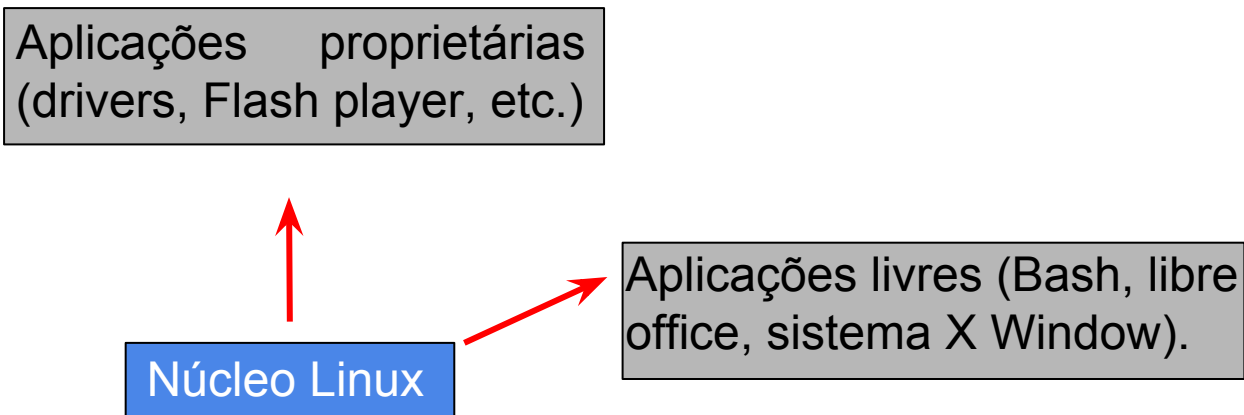 Aplicações proprietárias
(drivers, Flash player, etc.)
Aplicações livres (Bash, libre
office, sistema X Window).
Núcleo Linux